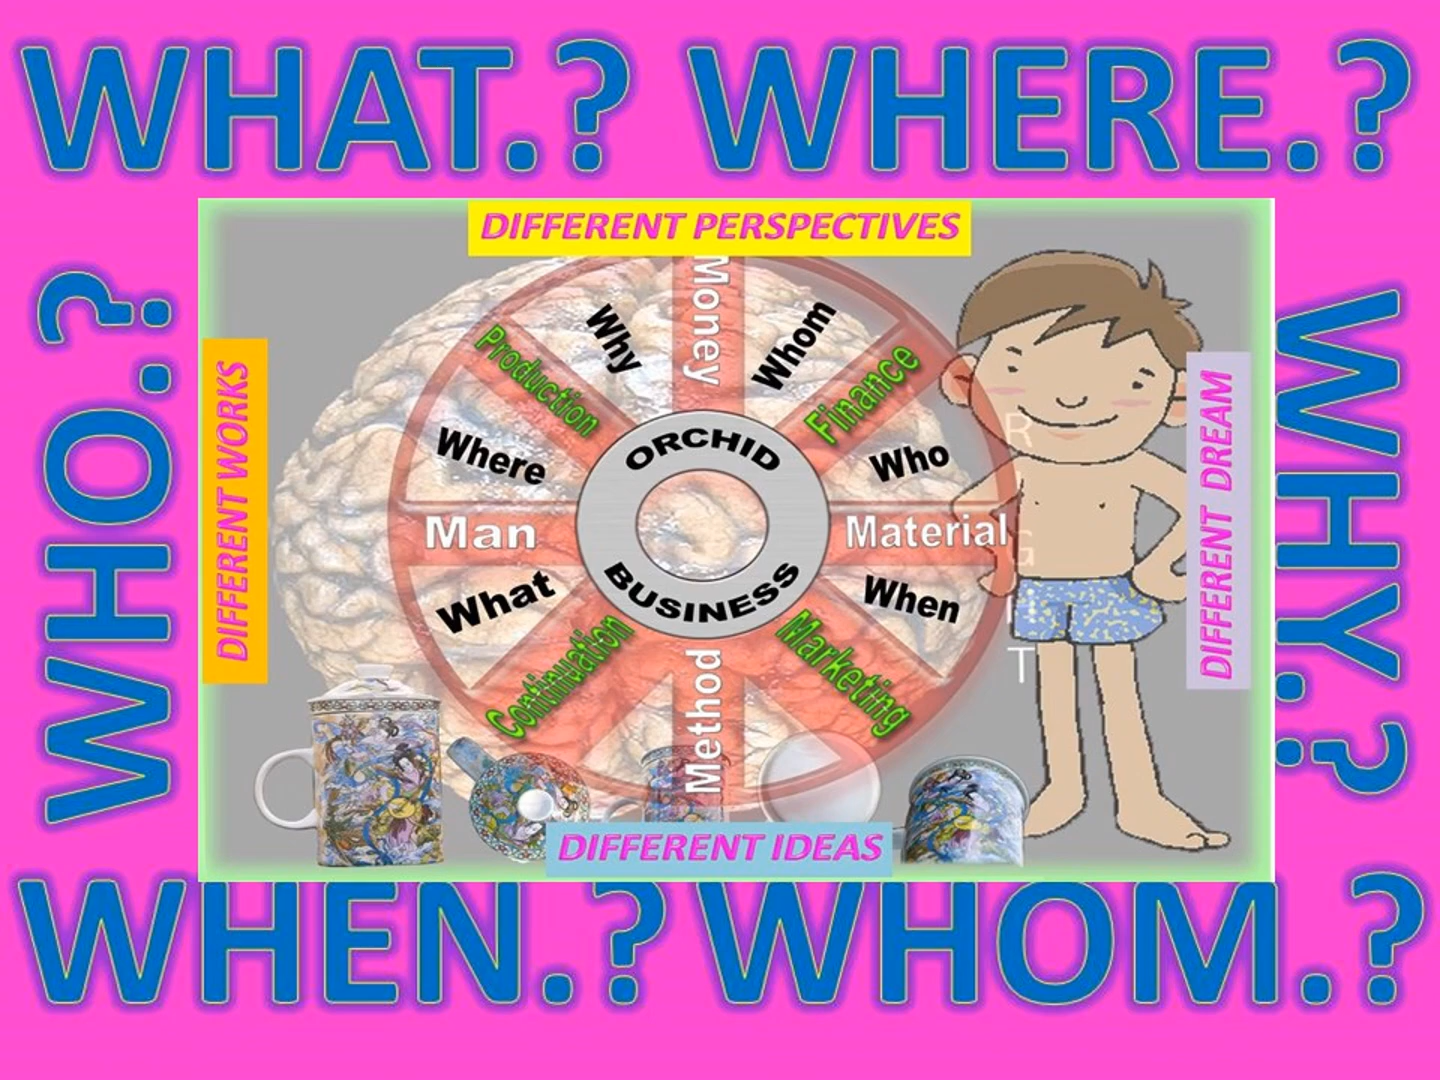 WHAT.? WHERE.?
DIFFERENT PERSPECTIVES
WHO.?
DIFFERENT WORKS
Money
Why
Whom
Production
Finance
Where
Who
ORCHID
Man
Material
BUSINESS
What
When
Continuation
Marketing
Method
R
G
T
DIFFERENT DREAM
WHY.?
DIFFERENT IDEAS
WHEN.? WHOM.?